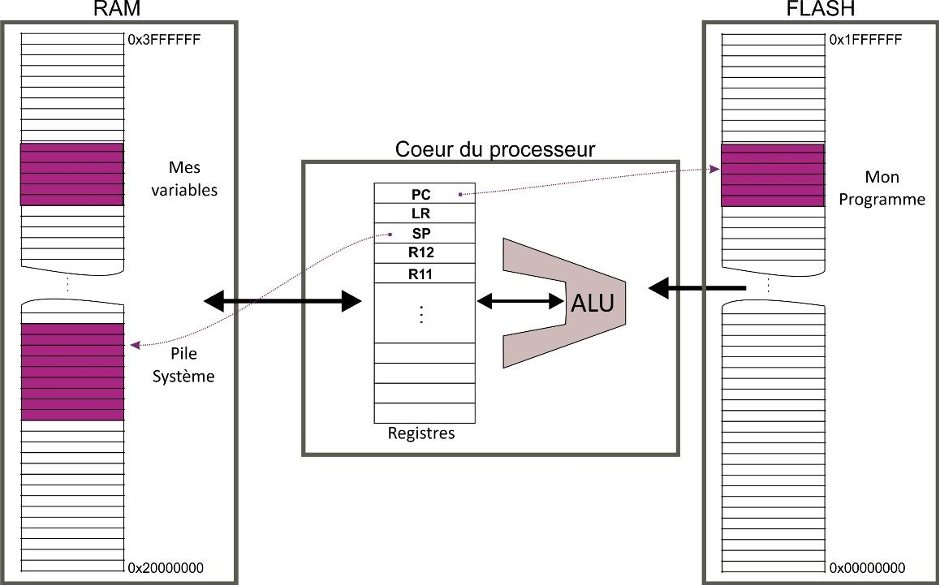 RAM
0x3FFFFFF
Mes
variables
Pile
Système
0x20000000
Coeur du processeur
PC
LR
SP
R12
R11
Registres
ALU
FLASH
0x1FFFFFF
Mon
Programme
0x00000000